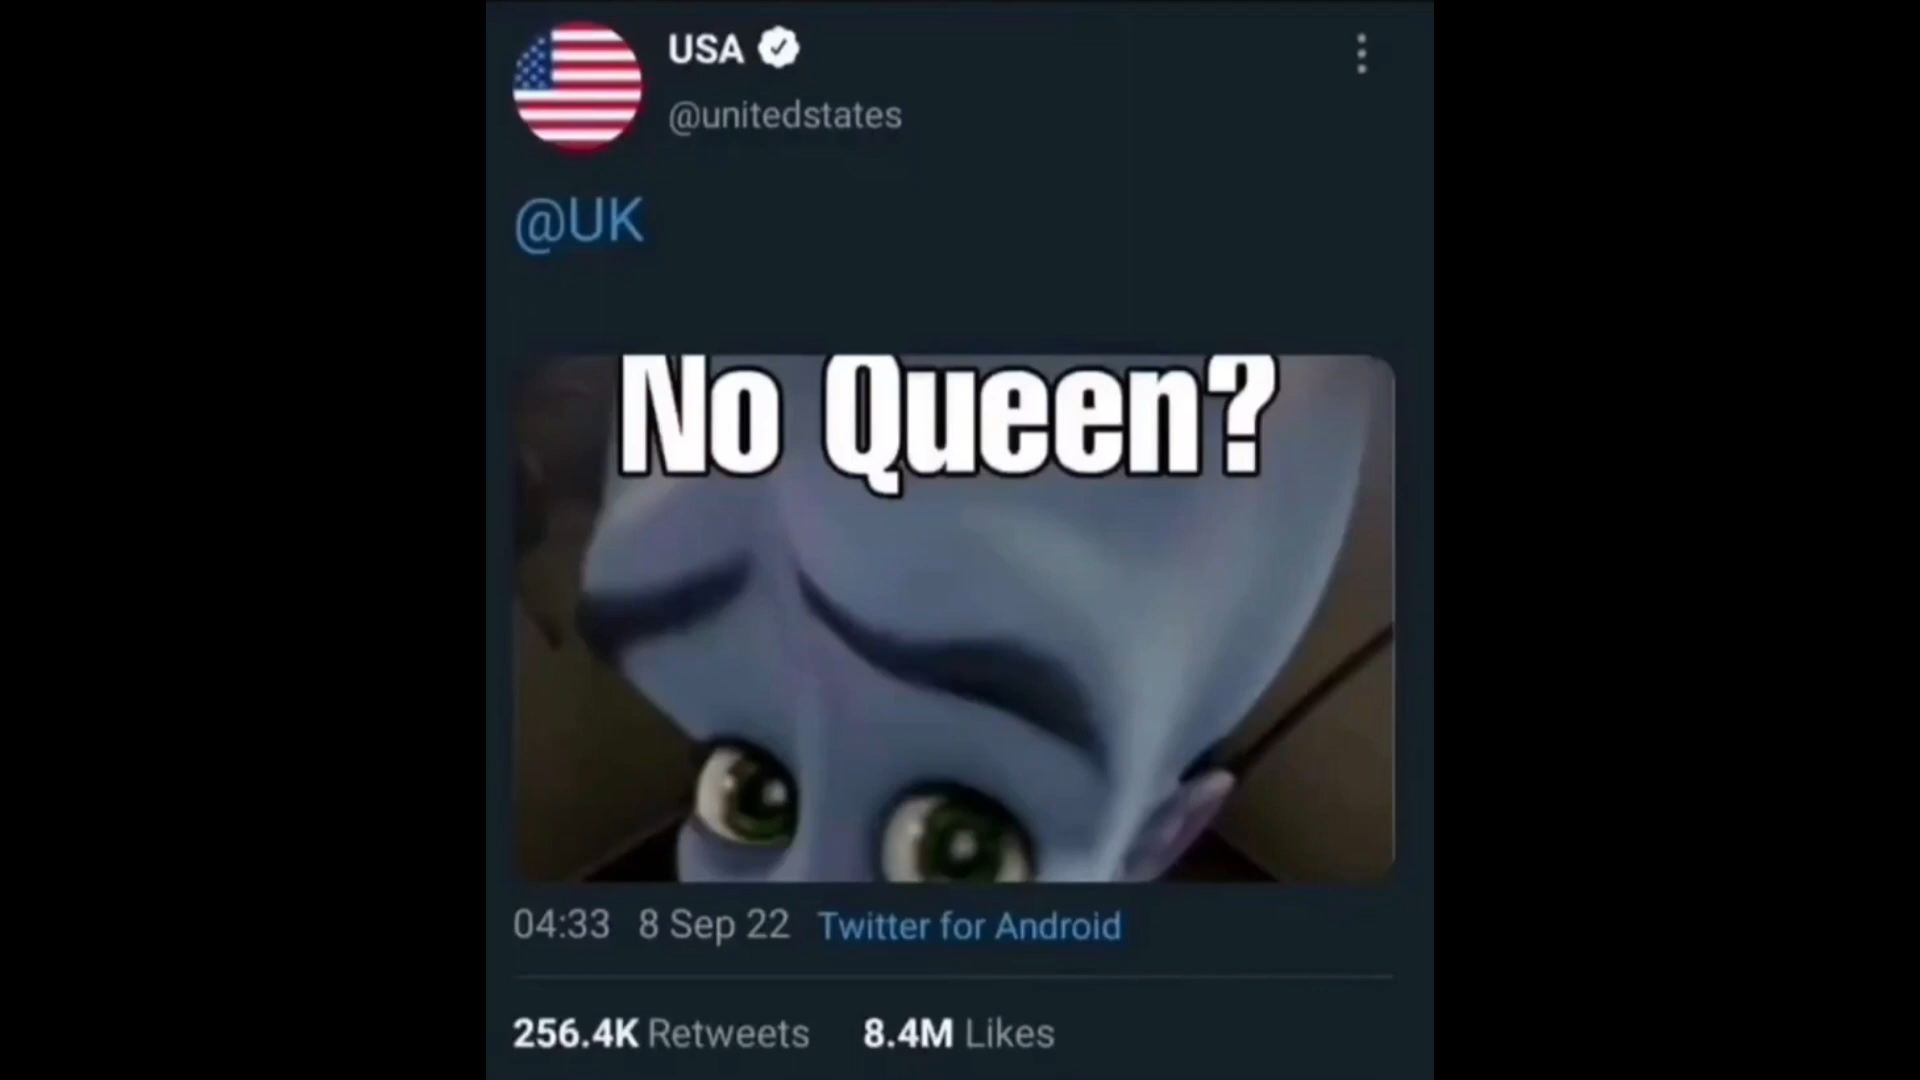 USA
@unitedstates
@UK
No Queen?
04:33 8 Sep 22 Twitter for Android
256.4K Retweets 8.4M Likes